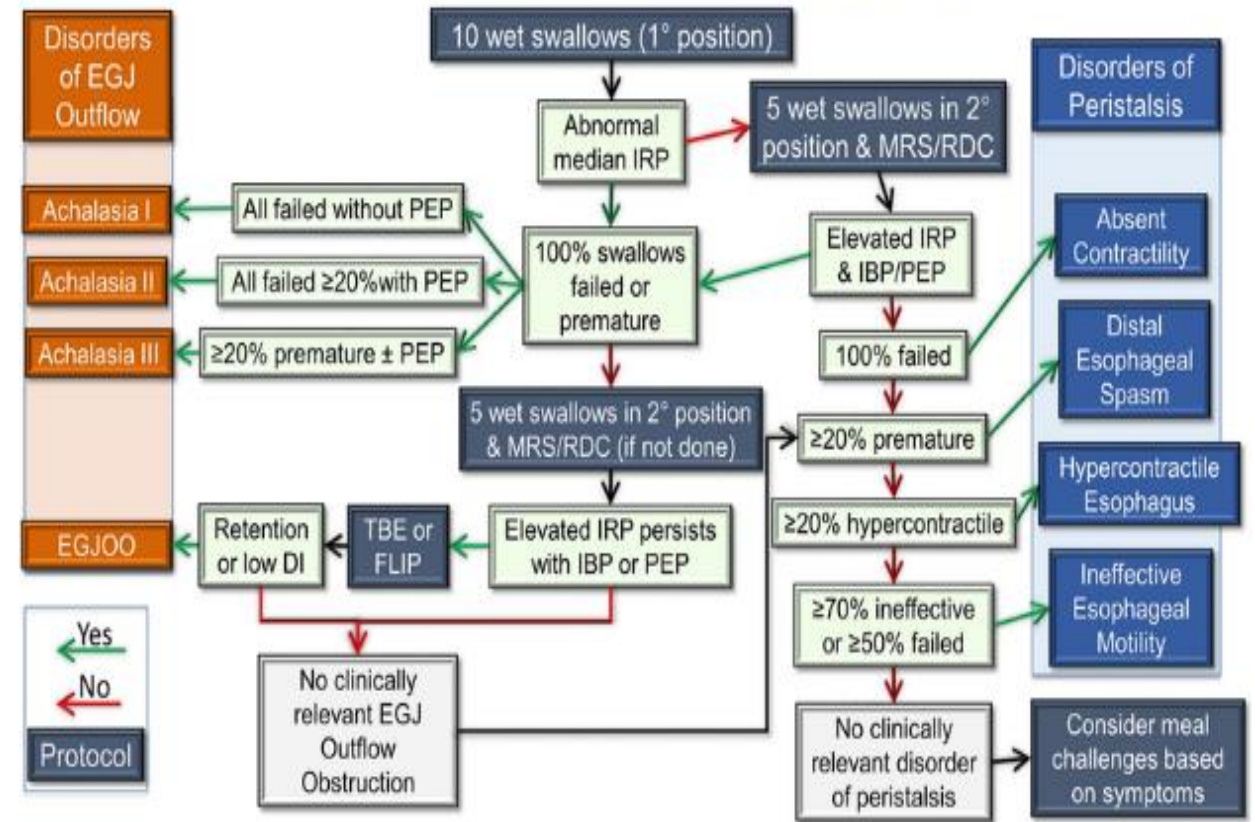 Disorders
of EGJ
Outflow
10 wet swallows (1° position)
Disorders of
Peristalsis
Abnormal
median IRP
5 wet swallows in 2°
position & MRS/RDC
Achalasia I
All failed without PEP
100% swallows
failed or
premature
Elevated IRP
& IBP/PEP
Absent
Contractility
Achalasia II
All failed ≥20%with PEP
Achalasia III
≥20% premature ± PEP
100% failed
Distal
Esophageal
Spasm
5 wet swallows in 2° position
& MRS/RDC (if not done)
≥20% premature
Hypercontractile
Esophagus
EGJOO
Retention
or low DI
TBE or
FLIP
Elevated IRP persists
with IBP or PEP
≥20% hypercontractile
≥70% ineffective
or ≥50% failed
Ineffective
Esophageal
Motility
Yes
No
Protocol
No clinically
relevant EGJ
Outflow
Obstruction
No clinically
relevant disorder
of peristalsis
Consider meal
challenges based
on symptoms